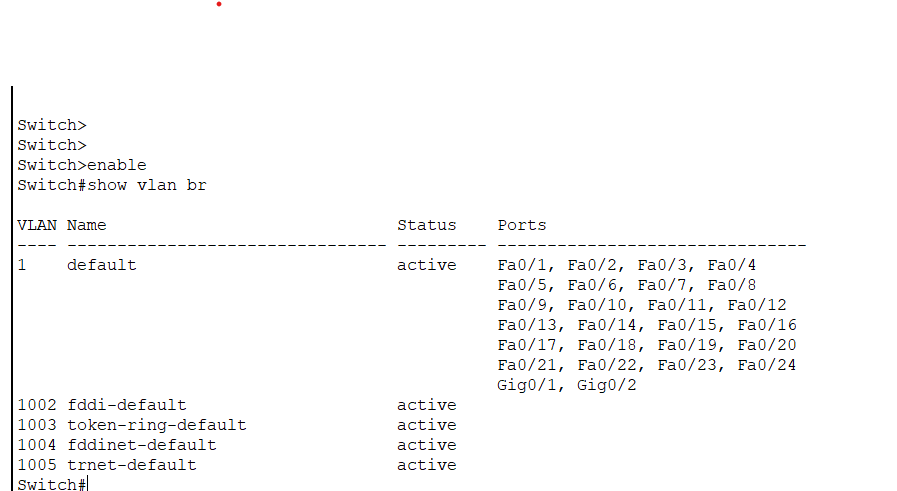 Switch>
Switch>
Switch>enable
Switch#show vlan br
VLAN Name                             Status    Ports
---- -------------------------------- --------- -------------------------------
1    default                          active    Fa0/1, Fa0/2, Fa0/3, Fa0/4
                                                Fa0/5, Fa0/6, Fa0/7, Fa0/8
                                                Fa0/9, Fa0/10, Fa0/11, Fa0/12
                                                Fa0/13, Fa0/14, Fa0/15, Fa0/16
                                                Fa0/17, Fa0/18, Fa0/19, Fa0/20
                                                Fa0/21, Fa0/22, Fa0/23, Fa0/24
                                                Gig0/1, Gig0/2
1002 fddi-default                     active
1003 token-ring-default               active
1004 fddinet-default                  active
1005 trnet-default                    active
Switch#